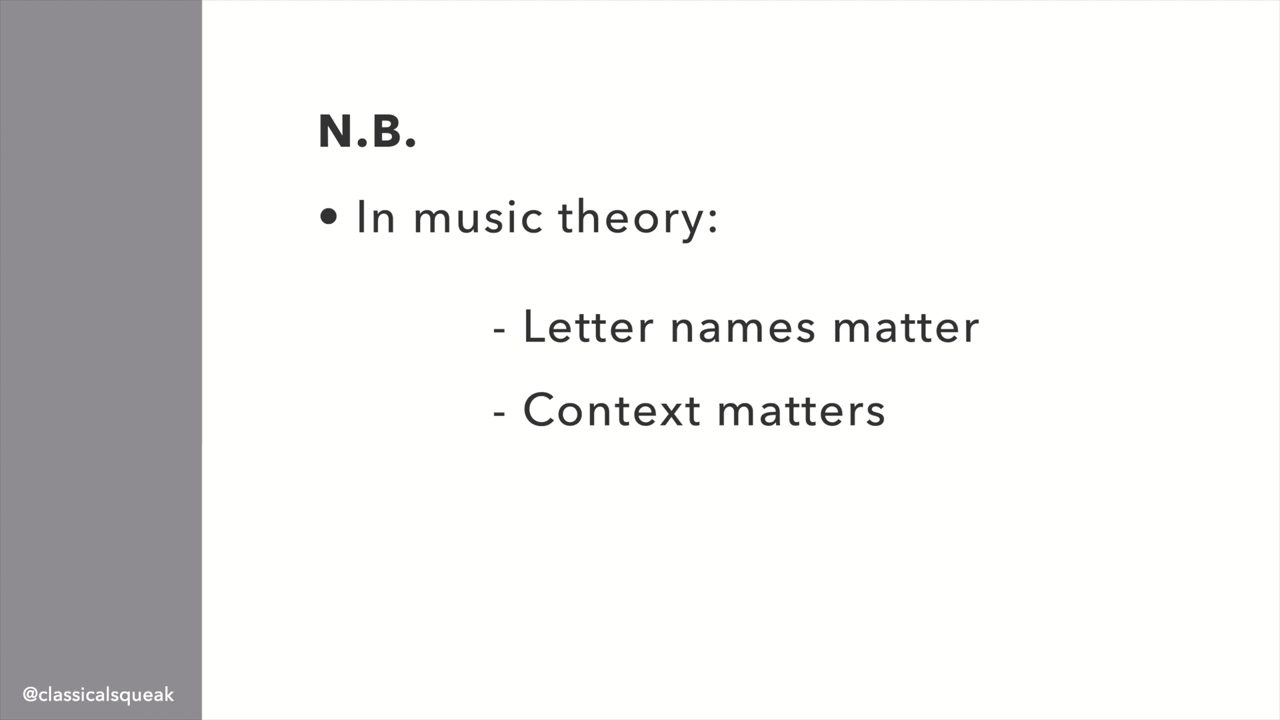 N.B.
• In music theory:
- Letter names matter
- Context matters
@classicalsqueak